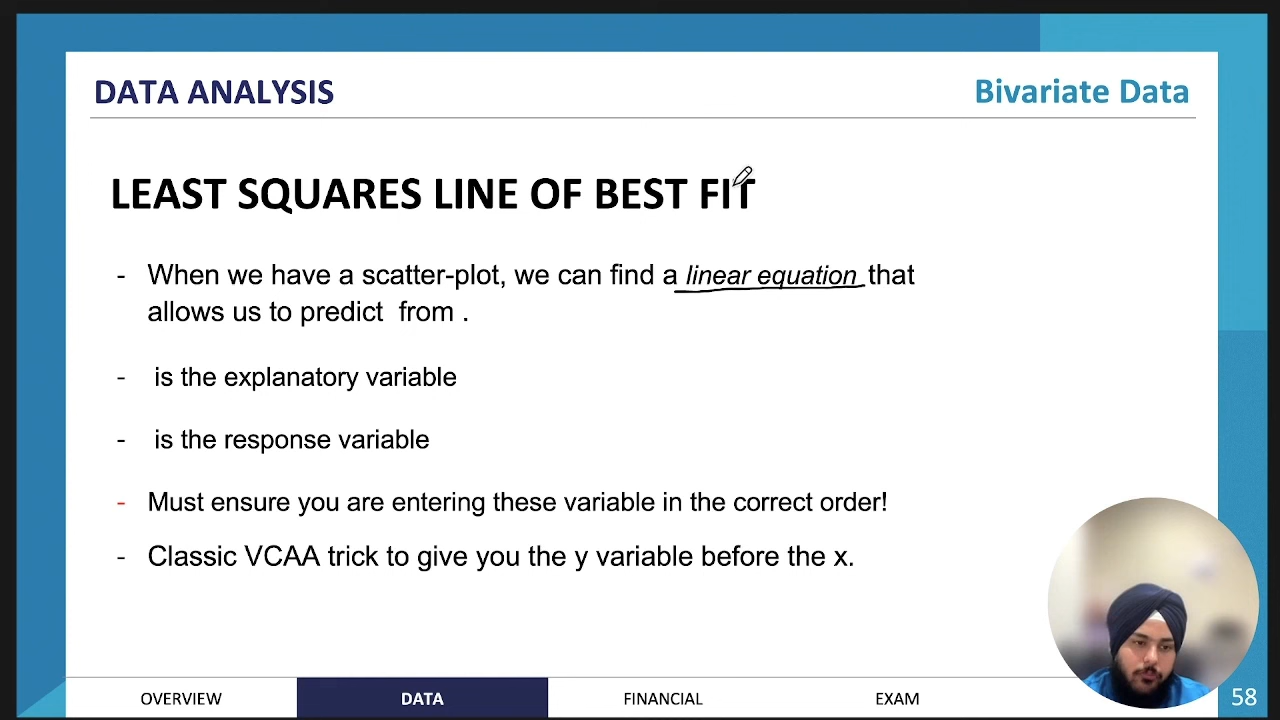 DATA ANALYSIS
Bivariate Data
LEAST SQUARES LINE OF BEST FIT
- When we have a scatter-plot, we can find a linear equation that
allows us to predict from .
- is the explanatory variable
- is the response variable
- Must ensure you are entering these variable in the correct order!
- Classic VCAA trick to give you the y variable before the x.
OVERVIEW
DATA
FINANCIAL
EXAM
58